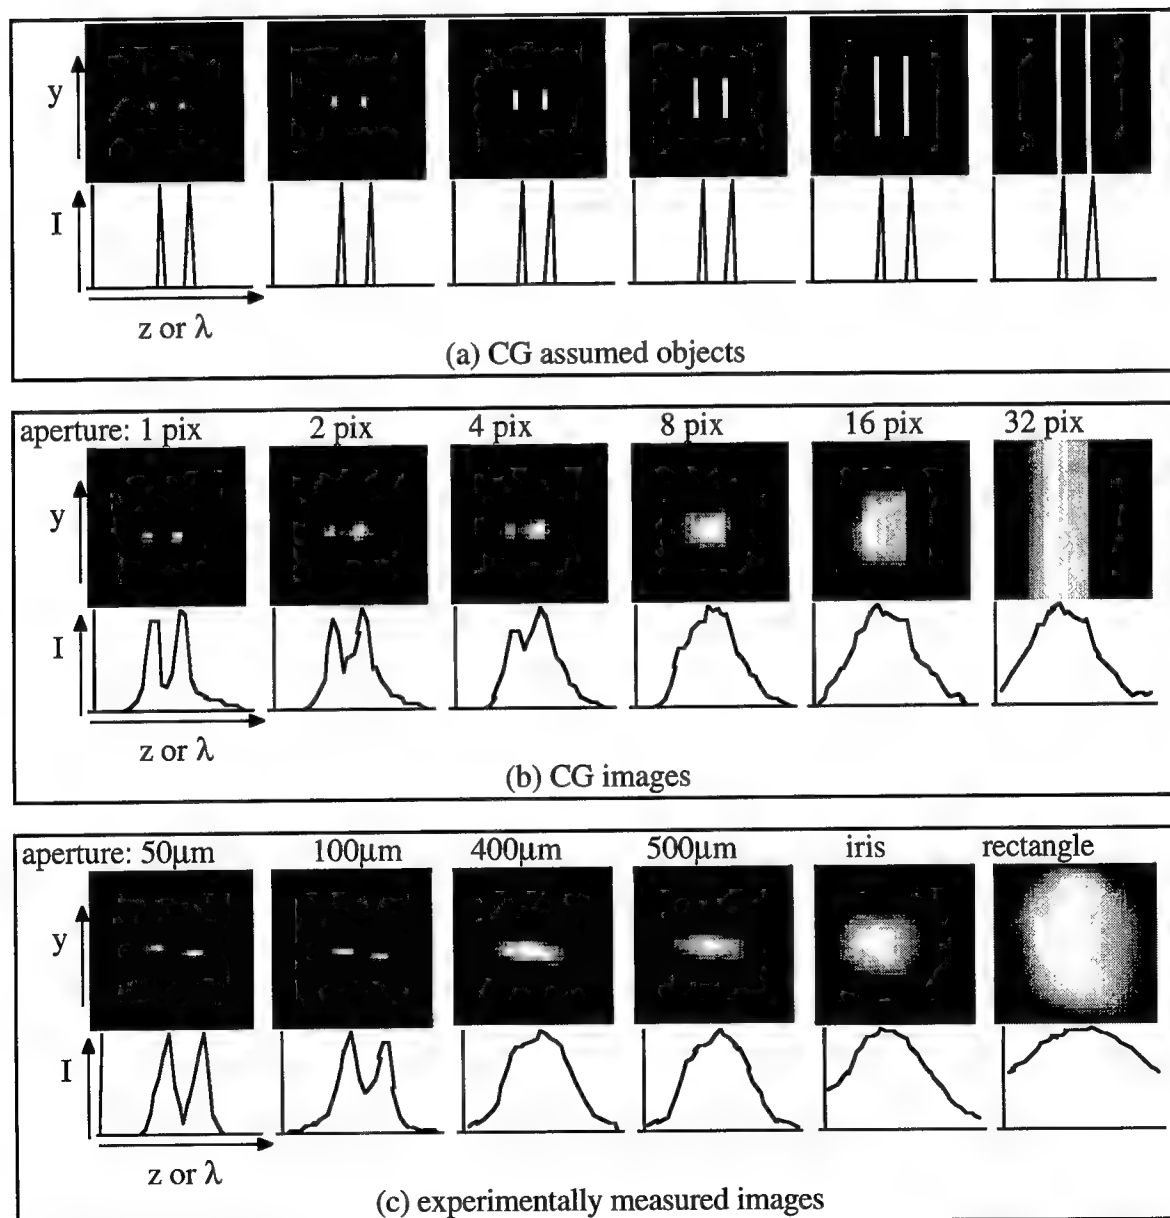 y
I
z or λ
(a) CG assumed objects
aperture: 1 pix 2 pix 4 pix 8 pix 16 pix 32 pix
y
I
z or λ
(b) CG images
aperture: 50μm 100μm 400μm 500μm iris rectangle
y
I
z or λ
(c) experimentally measured images